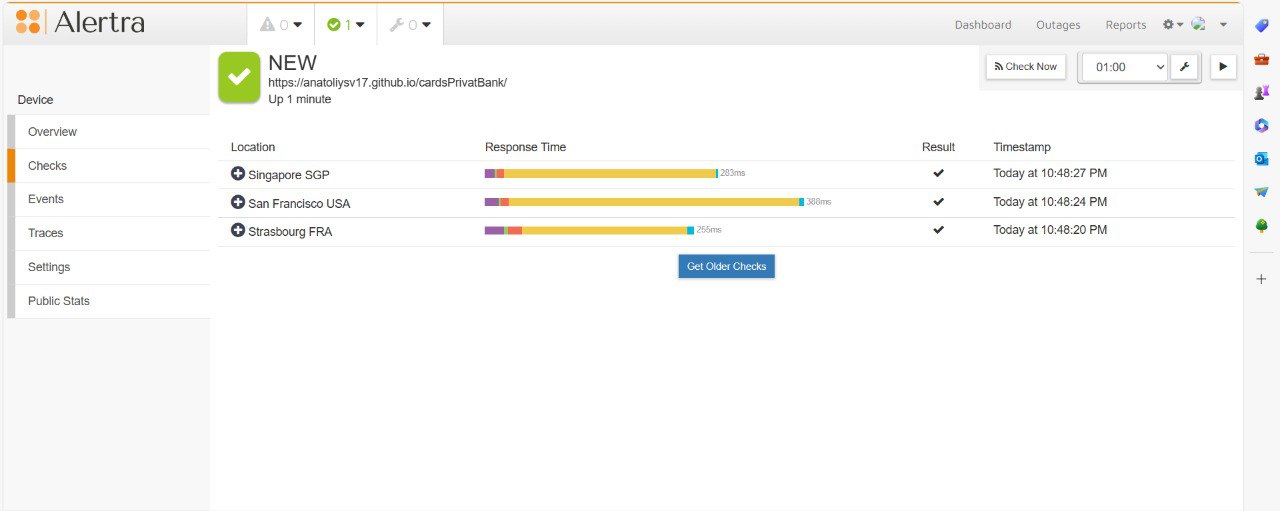 Alertra
0 1 0
Dashboard Outages Reports
NEW
https://anatoliysv17.github.io/cardsPrivatBank/
Up 1 minute
Check Now 01:00
Device
Overview
Checks
Events
Traces
Settings
Public Stats
Location Response Time Result Timestamp
Singapore SGP 283ms Today at 10:48:27 PM
San Francisco USA 388ms Today at 10:48:24 PM
Strasbourg FRA 255ms Today at 10:48:20 PM
Get Older Checks